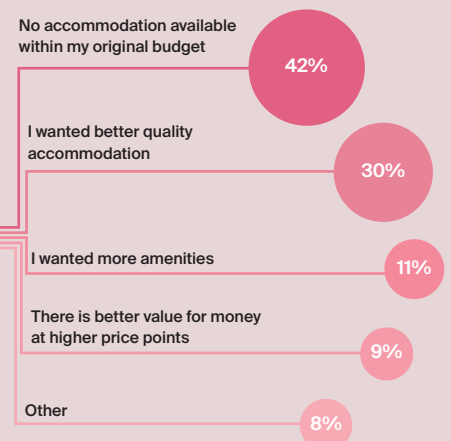 No accommodation available
within my original budget
42%
I wanted better quality
accommodation
30%
I wanted more amenities
11%
There is better value for money
at higher price points
9%
Other
8%